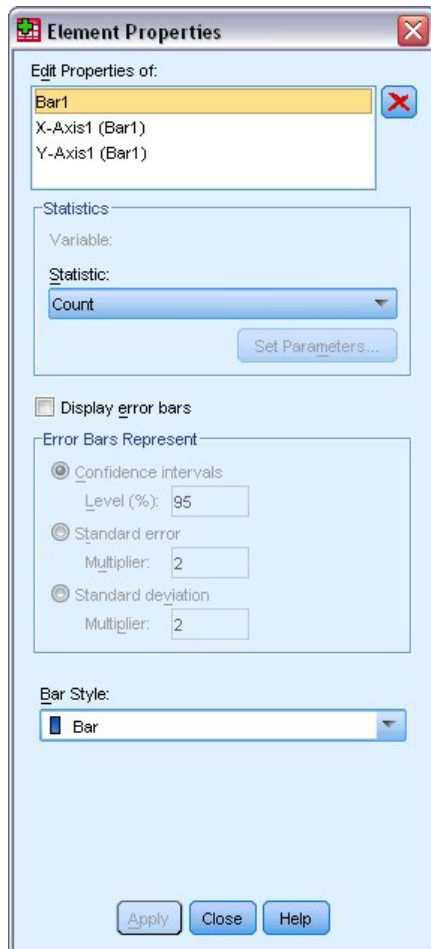 Element Properties
Edit Properties of:
Bar1
X-Axis1 (Bar1)
Y-Axis1 (Bar1)
Statistics
Variable:
Statistic:
Count
Set Parameters...
Display error bars
Error Bars Represent
Confidence intervals
Level (%): 95
Standard error
Multiplier: 2
Standard deviation
Multiplier: 2
Bar Style:
Bar
Apply Close Help